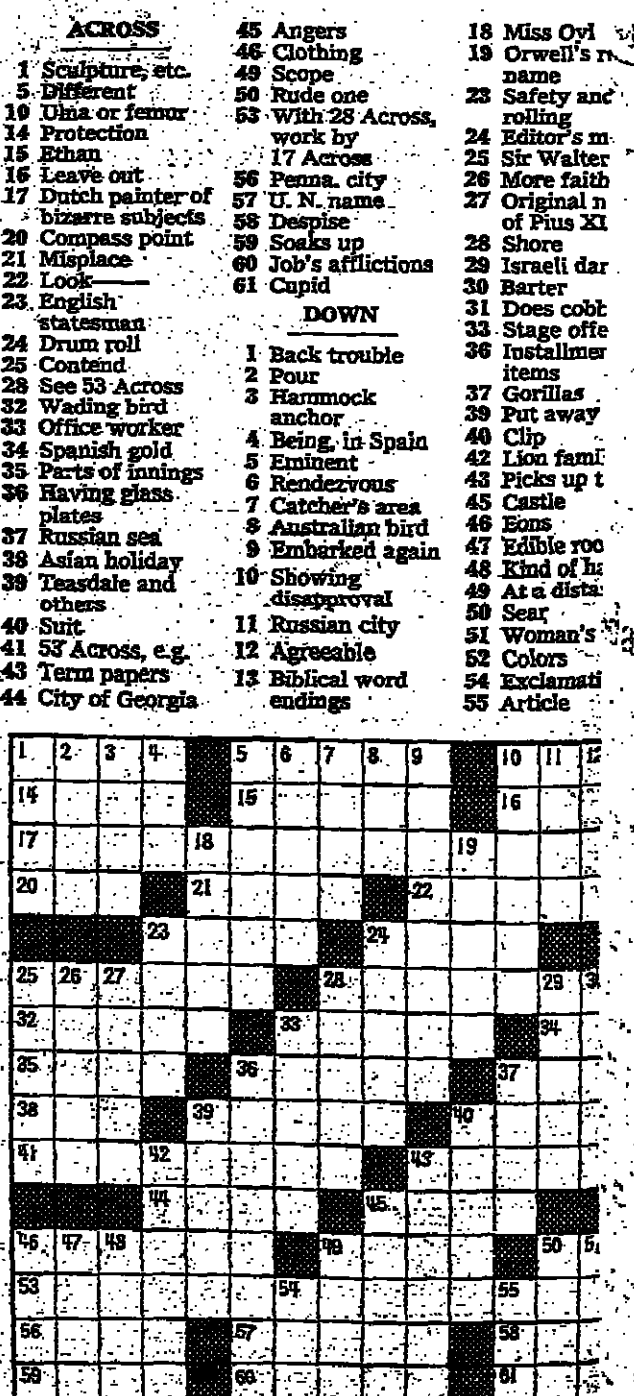 ACROSS
1 Sculpture, etc.
5 Different
10 Ulna or femur
14 Protection
15 Ethan
16 Leave out
17 Dutch painter of
bizarre subjects
20 Compass point
21 Misplace
22 Look——
23 English
statesman
24 Drum roll
25 Contend
28 See 53 Across
32 Wading bird
33 Office worker
34 Spanish gold
35 Parts of innings
36 Having glass
plates
37 Russian sea
38 Asian holiday
39 Teasdale and
others
40 Suit
41 53 Across, e.g.
43 Term papers
44 City of Georgia
45 Angers
46 Clothing
49 Scope
50 Rude one
53 With 28 Across,
work by
17 Across
56 Penna. city
57 U. N. name
58 Despise
59 Soaks up
60 Job's afflictions
61 Cupid
DOWN
1 Back trouble
2 Pour
3 Hammock
anchor
4 Being, in Spain
5 Eminent
6 Rendezvous
7 Catcher's area
8 Australian bird
9 Embarked again
10 Showing
disapproval
11 Russian city
12 Agreeable
13 Biblical word
endings
18 Miss Ovi
19 Orwell's
name
23 Safety and
rolling
24 Editor's m
25 Sir Walter
26 More faith
27 Original n
of Pius XI
28 Shore
29 Israeli dan
30 Barter
31 Does cobb
33 Stage offe
36 Installmen
items
37 Gorillas
39 Put away
40 Clip
42 Lion famil
43 Picks up t
45 Castle
46 Eons
47 Edible roo
48 Kind of ha
49 At a dista
50 Sear
51 Woman's
52 Colors
54 Exclamati
55 Article
1 2 3 4 5 6 7 8 9 10 11 12
14 15 16
17 18 19
20 21 22
23 24
25 26 27 28 29 3
32 33 34
35 36 37
38 39 40
41 42 43
44 45
46 47 48 49 50 5
53 54 55
56 57 58
59 60 61